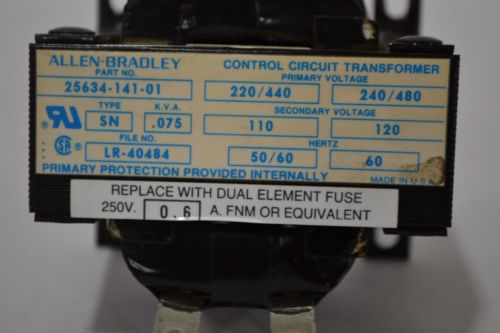 ALLEN-BRADLEY CONTROL CIRCUIT TRANSFORMER
PART NO. PRIMARY VOLTAGE
25634-141-01 220/440 240/480
TYPE K.V.A. SECONDARY VOLTAGE
SN .075 110 120
FILE NO. HERTZ
LR-40484 50/60 60
PRIMARY PROTECTION PROVIDED INTERNALLY MADE IN U.S.A.
REPLACE WITH DUAL ELEMENT FUSE
250V. 0.6 A. FNM OR EQUIVALENT